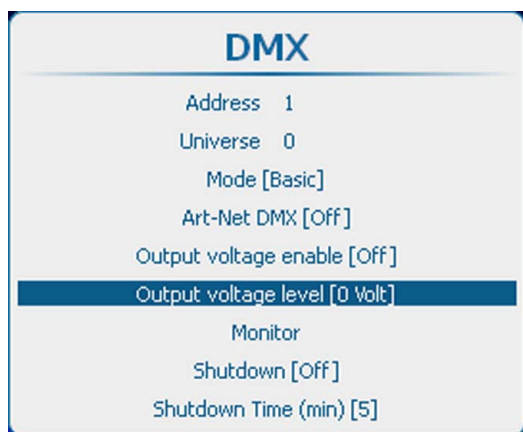 DMX
Address 1
Universe 0
Mode [Basic]
Art-Net DMX [Off]
Output voltage enable [Off]
Output voltage level [0 Volt]
Monitor
Shutdown [Off]
Shutdown Time (min) [5]